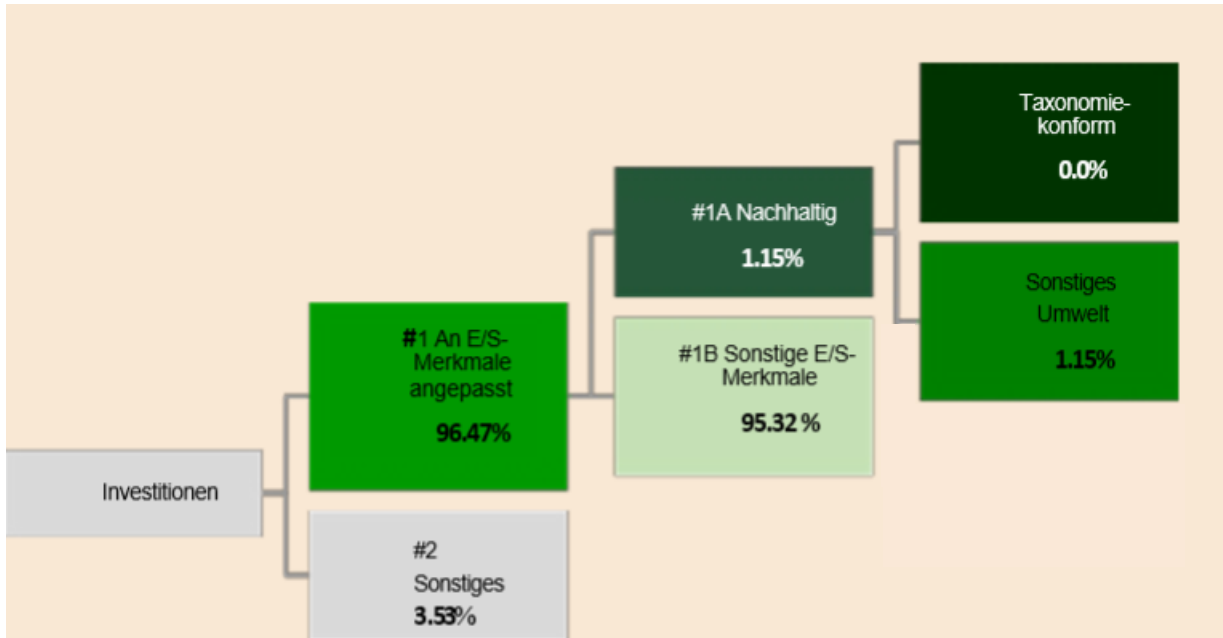 Investitionen
#1 An E/S-
Merkmale
angepasst
96.47%
#2
Sonstiges
3.53%
#1A Nachhaltig
1.15%
#1B Sonstige E/S-
Merkmale
95.32 %
Taxonomie-
konform
0.0%
Sonstiges
Umwelt
1.15%